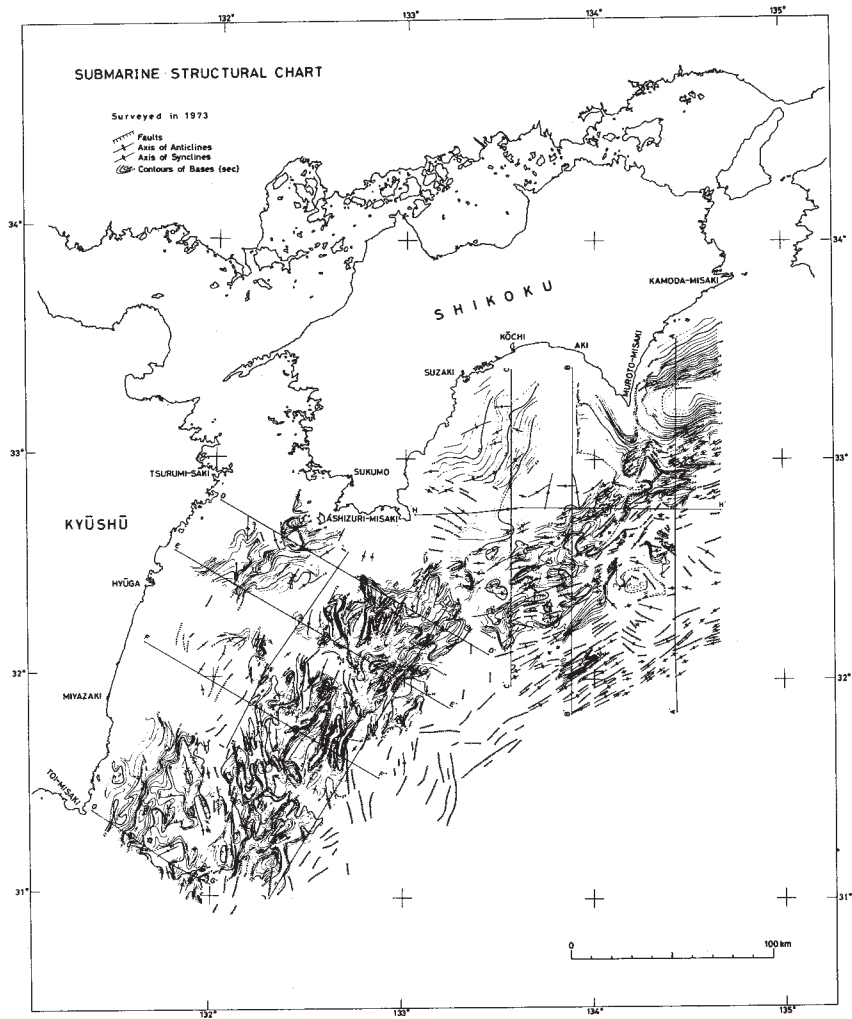 132°
133°
134°
135°
SUBMARINE STRUCTURAL CHART
Surveyed in 1973
Faults
Axis of Anticlines
Axis of Synclines
Contours of Bases (sec)
34°
34°
KAMODA-MISAKI
SHIKOKU
KŌCHI
AKI
MUROTO-MISAKI
SUZAKI
C
B
33°
33°
TSURUMI-SAKI
SUKUMO
KYŪSHŪ
ASHIZURI-MISAKI
H
H'
HYŪGA
32°
32°
MIYAZAKI
TOI-MISAKI
31°
31°
0
100 km
132°
133°
134°
135°